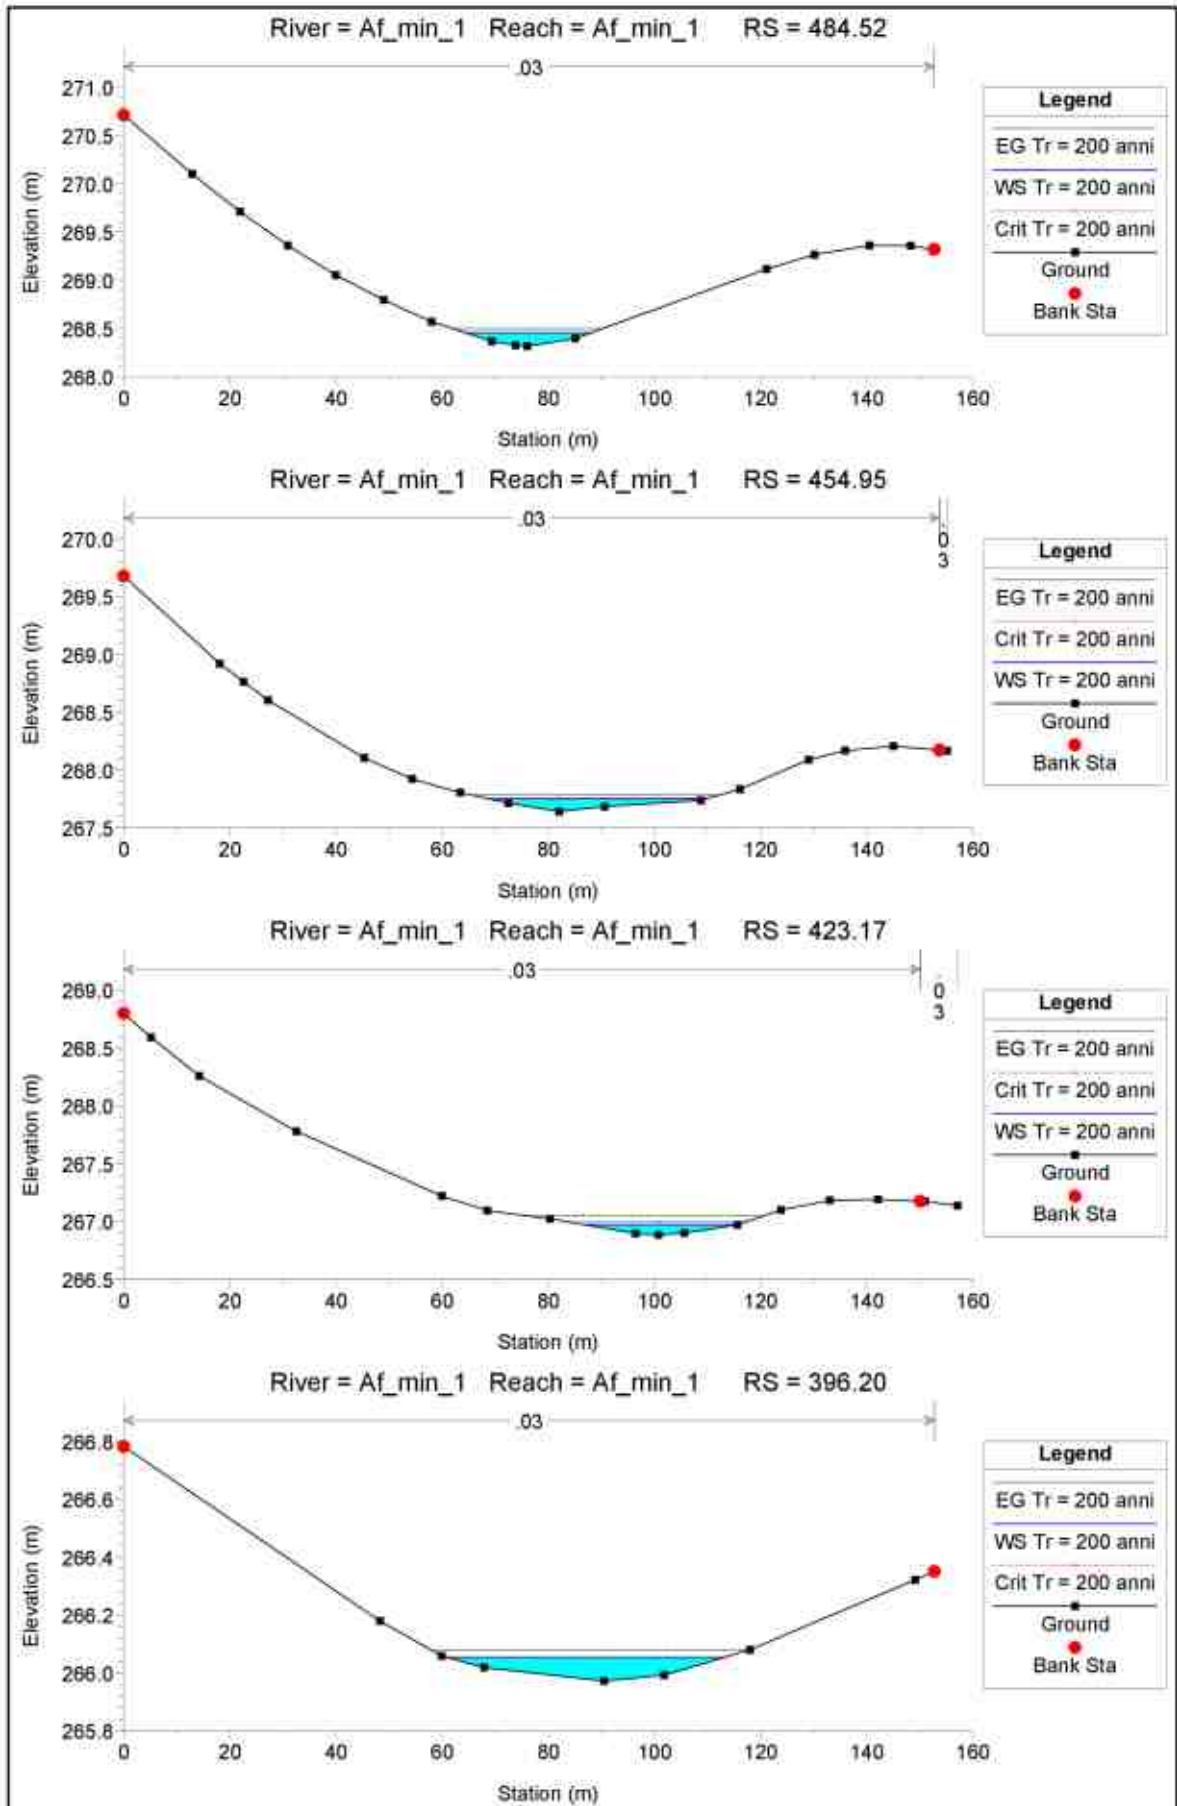 River = Af_min_1 Reach = Af_min_1 RS = 484.52
.03
271.0
270.5
270.0
269.5
269.0
268.5
268.0
Elevation (m)
0 20 40 60 80 100 120 140 160
Station (m)
Legend
EG Tr = 200 anni
WS Tr = 200 anni
Crit Tr = 200 anni
Ground
Bank Sta
River = Af_min_1 Reach = Af_min_1 RS = 454.95
.03
.03
270.0
269.5
269.0
268.5
268.0
267.5
Elevation (m)
0 20 40 60 80 100 120 140 160
Station (m)
Legend
EG Tr = 200 anni
Crit Tr = 200 anni
WS Tr = 200 anni
Ground
Bank Sta
River = Af_min_1 Reach = Af_min_1 RS = 423.17
.03
.03
269.0
268.5
268.0
267.5
267.0
266.5
Elevation (m)
0 20 40 60 80 100 120 140 160
Station (m)
Legend
EG Tr = 200 anni
Crit Tr = 200 anni
WS Tr = 200 anni
Ground
Bank Sta
River = Af_min_1 Reach = Af_min_1 RS = 396.20
.03
266.8
266.6
266.4
266.2
266.0
265.8
Elevation (m)
0 20 40 60 80 100 120 140 160
Station (m)
Legend
EG Tr = 200 anni
WS Tr = 200 anni
Crit Tr = 200 anni
Ground
Bank Sta